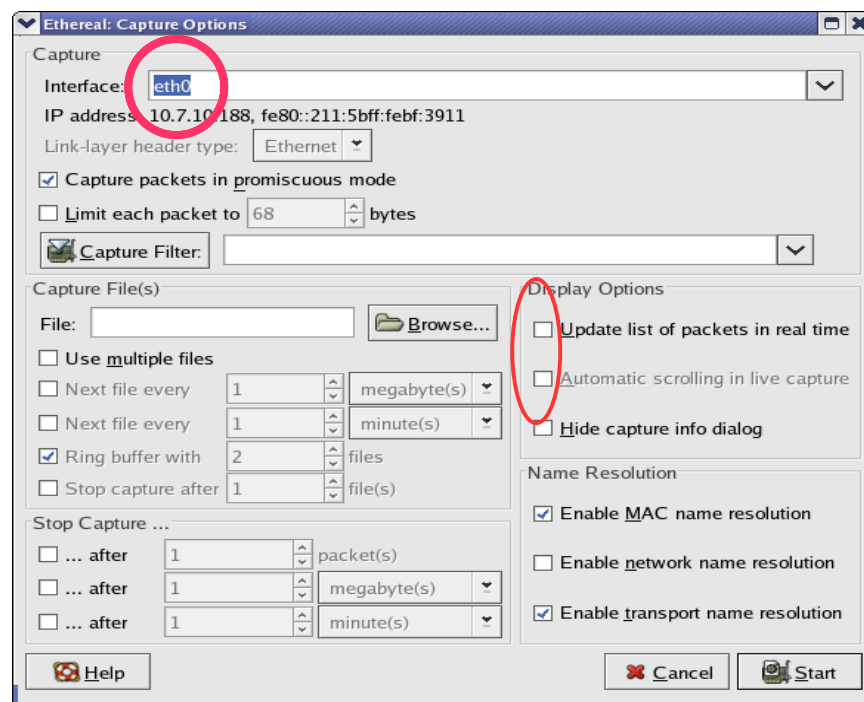 Ethereal: Capture Options
Capture
Interface: eth0
IP address: 10.7.10.188, fe80::211:5bff:febf:3911
Link-layer header type: Ethernet
Capture packets in promiscuous mode
Limit each packet to 68 bytes
Capture Filter:
Capture File(s)
File: Browse...
Use multiple files
Next file every 1 megabyte(s)
Next file every 1 minute(s)
Ring buffer with 2 files
Stop capture after 1 file(s)
Stop Capture ...
... after 1 packet(s)
... after 1 megabyte(s)
... after 1 minute(s)
Display Options
Update list of packets in real time
Automatic scrolling in live capture
Hide capture info dialog
Name Resolution
Enable MAC name resolution
Enable network name resolution
Enable transport name resolution
Help Cancel Start